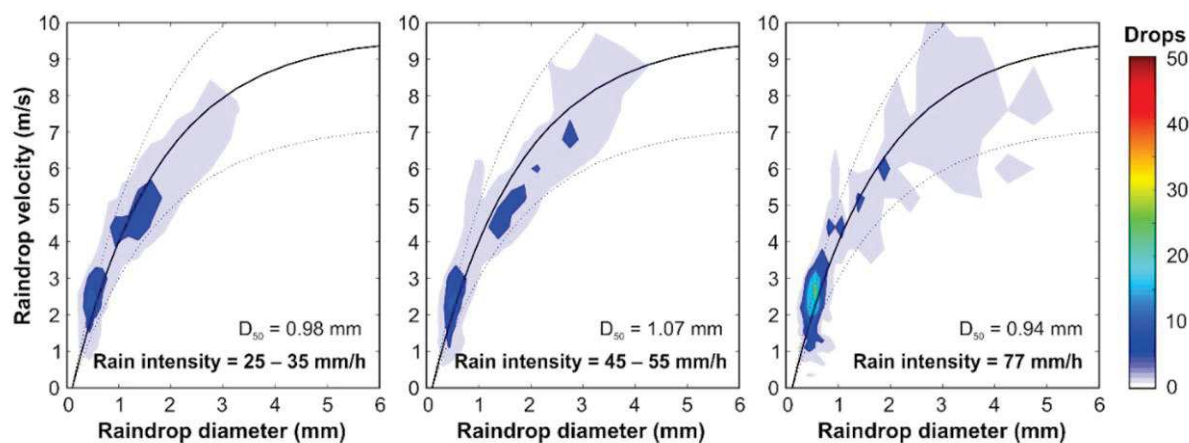 Drops
Raindrop velocity (m/s)
10
9
8
7
6
5
4
3
2
1
0
D50 = 0.98 mm
Rain intensity = 25 – 35 mm/h
0 1 2 3 4 5 6
Raindrop diameter (mm)
10
9
8
7
6
5
4
3
2
1
0
D50 = 1.07 mm
Rain intensity = 45 – 55 mm/h
0 1 2 3 4 5 6
Raindrop diameter (mm)
10
9
8
7
6
5
4
3
2
1
0
D50 = 0.94 mm
Rain intensity = 77 mm/h
0 1 2 3 4 5 6
Raindrop diameter (mm)
50
40
30
20
10
0